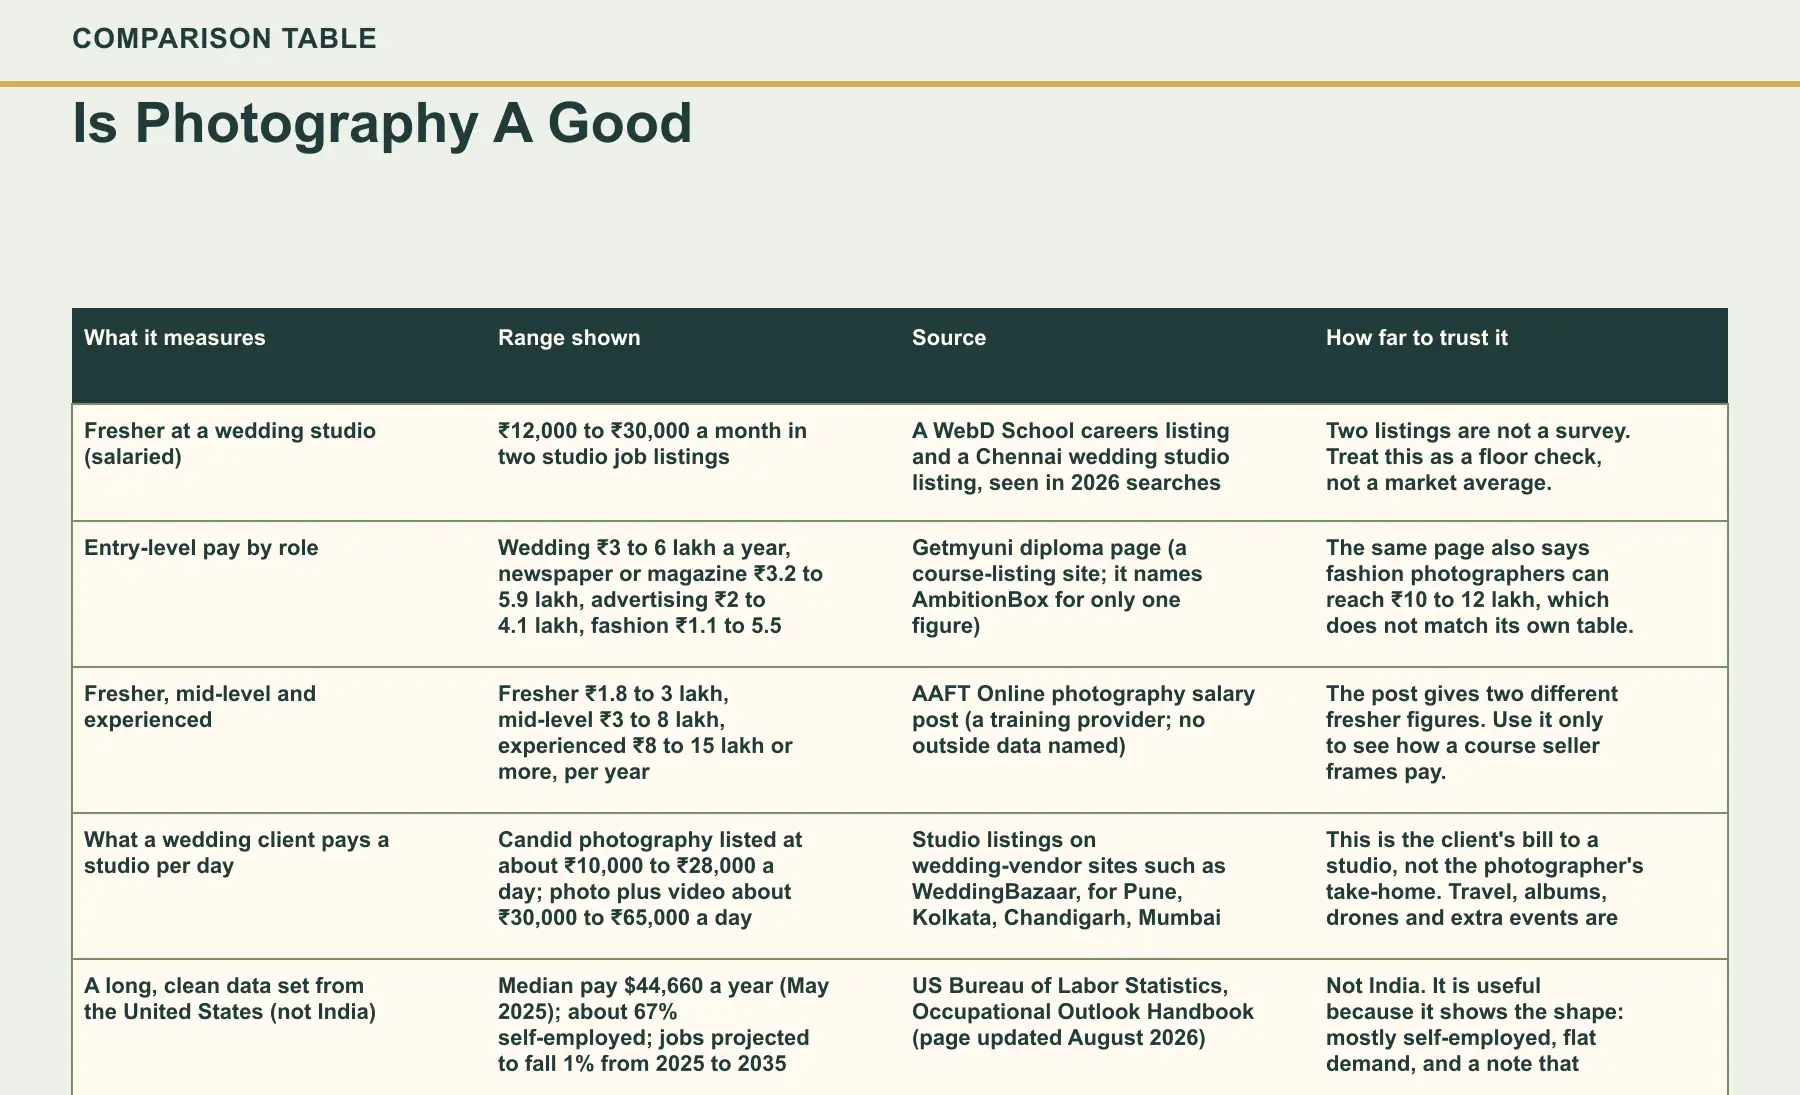 COMPARISON TABLE
Is Photography A Good
What it measures
Range shown
Source
How far to trust it
Fresher at a wedding studio
(salaried)
₹12,000 to ₹30,000 a month in
two studio job listings
A WebD School careers listing
and a Chennai wedding studio
listing, seen in 2026 searches
Two listings are not a survey.
Treat this as a floor check,
not a market average.
Entry-level pay by role
Wedding ₹3 to 6 lakh a year,
newspaper or magazine ₹3.2 to
5.9 lakh, advertising ₹2 to
4.1 lakh, fashion ₹1.1 to 5.5
Getmyuni diploma page (a
course-listing site; it names
AmbitionBox for only one
figure)
The same page also says
fashion photographers can
reach ₹10 to 12 lakh, which
does not match its own table.
Fresher, mid-level and
experienced
Fresher ₹1.8 to 3 lakh,
mid-level ₹3 to 8 lakh,
experienced ₹8 to 15 lakh or
more, per year
AAFT Online photography salary
post (a training provider; no
outside data named)
The post gives two different
fresher figures. Use it only
to see how a course seller
frames pay.
What a wedding client pays a
studio per day
Candid photography listed at
about ₹10,000 to ₹28,000 a
day; photo plus video about
₹30,000 to ₹65,000 a day
Studio listings on
wedding-vendor sites such as
WeddingBazaar, for Pune,
Kolkata, Chandigarh, Mumbai
This is the client's bill to a
studio, not the photographer's
take-home. Travel, albums,
drones and extra events are
A long, clean data set from
the United States (not India)
Median pay $44,660 a year (May
2025); about 67%
self-employed; jobs projected
to fall 1% from 2025 to 2035
US Bureau of Labor Statistics,
Occupational Outlook Handbook
(page updated August 2026)
Not India. It is useful
because it shows the shape:
mostly self-employed, flat
demand, and a note that